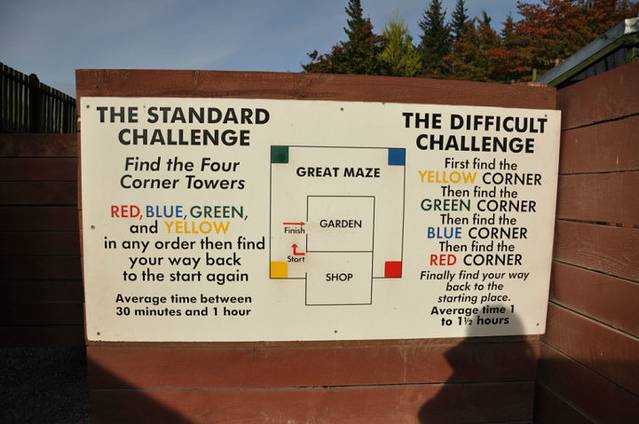 THE STANDARD
CHALLENGE
Find the Four
Corner Towers
RED, BLUE, GREEN,
and YELLOW
in any order then find
your way back
to the start again
Average time between
30 minutes and 1 hour
GREAT MAZE
GARDEN
Finish
Start
SHOP
THE DIFFICULT
CHALLENGE
First find the
YELLOW CORNER
Then find the
GREEN CORNER
Then find the
BLUE CORNER
Then find the
RED CORNER
Finally find your way
back to the
starting place.
Average time 1
to 1½ hours